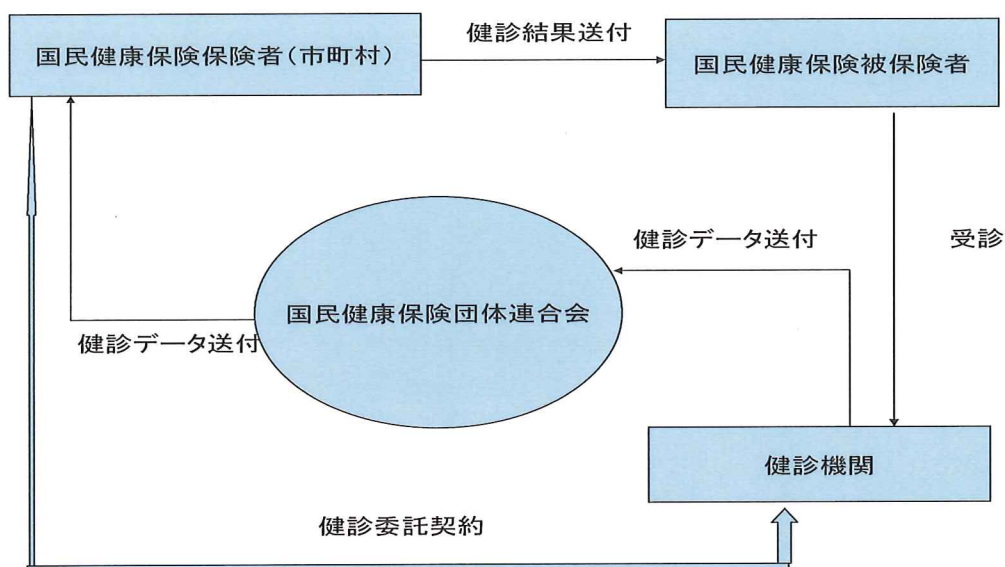 健診結果送付
国民健康保険保険者(市町村)
国民健康保険被保険者
健診データ送付
受診
国民健康保険団体連合会
健診データ送付
健診機関
健診委託契約